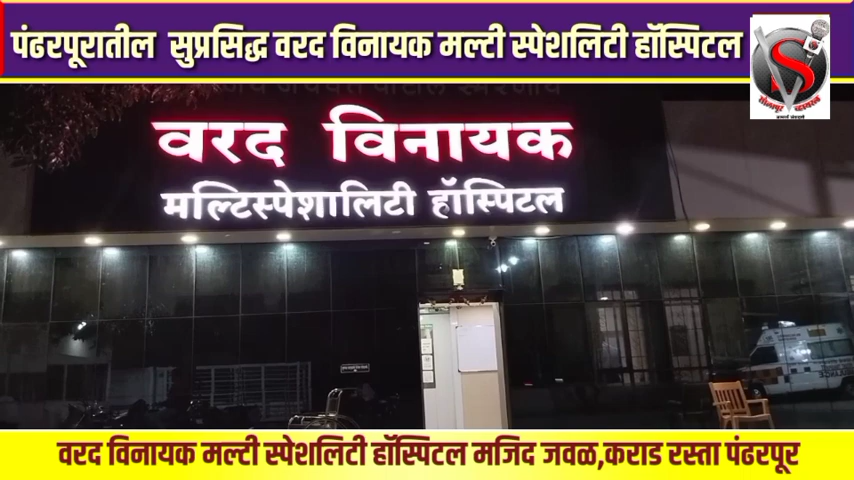 पंढरपूरातील सुप्रसिद्ध वरद विनायक मल्टी स्पेशलिटी हॉस्पिटल
S
सोलापूर व्हायरल
वरद विनायक
मल्टिस्पेशालिटी हॉस्पिटल
वरद विनायक मल्टी स्पेशलिटी हॉस्पिटल मजिद जवळ,कराड रस्ता पंढरपूर